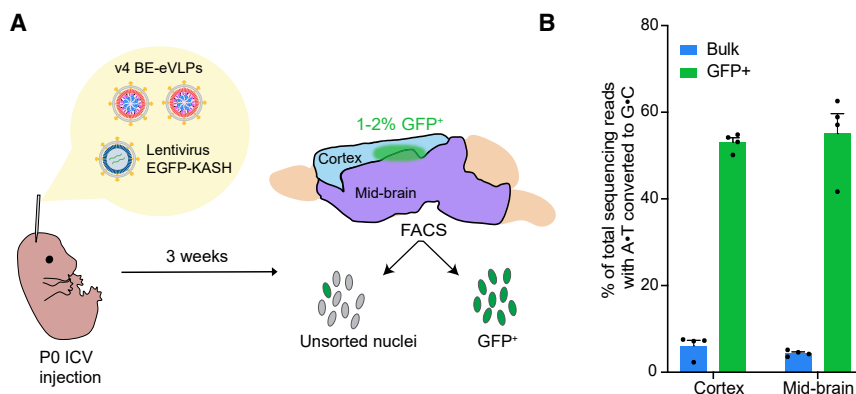 A
v4 BE-eVLPs
Lentivirus
EGFP-KASH
1-2% GFP⁺
Cortex
Mid-brain
FACS
3 weeks
P0 ICV
injection
Unsorted nuclei
GFP⁺
B
% of total sequencing reads
with A•T converted to G•C
80
60
40
20
0
Bulk
GFP+
Cortex
Mid-brain